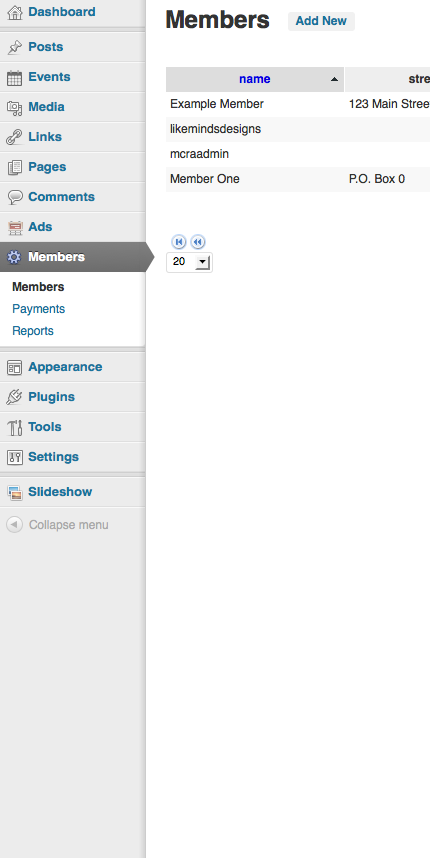 Dashboard
Posts
Events
Media
Links
Pages
Comments
Ads
Members
Members
Payments
Reports
Appearance
Plugins
Tools
Settings
Slideshow
Collapse menu
Members Add New
name stre
Example Member 123 Main Stree
likemindsdesigns
mcraadmin
Member One P.O. Box 0
20